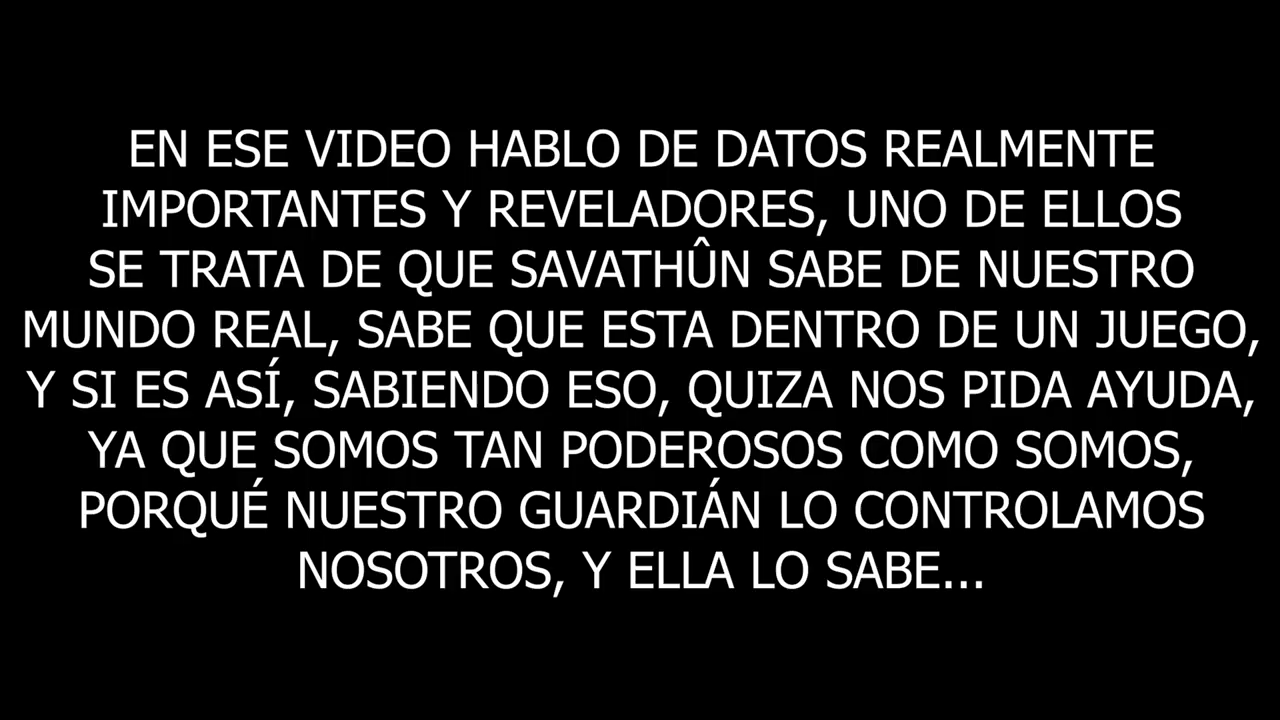 EN ESE VIDEO HABLO DE DATOS REALMENTE
IMPORTANTES Y REVELADORES, UNO DE ELLOS
SE TRATA DE QUE SAVATHÛN SABE DE NUESTRO
MUNDO REAL, SABE QUE ESTA DENTRO DE UN JUEGO,
Y SI ES ASÍ, SABIENDO ESO, QUIZA NOS PIDA AYUDA,
YA QUE SOMOS TAN PODEROSOS COMO SOMOS,
PORQUÉ NUESTRO GUARDIÁN LO CONTROLAMOS
NOSOTROS, Y ELLA LO SABE...